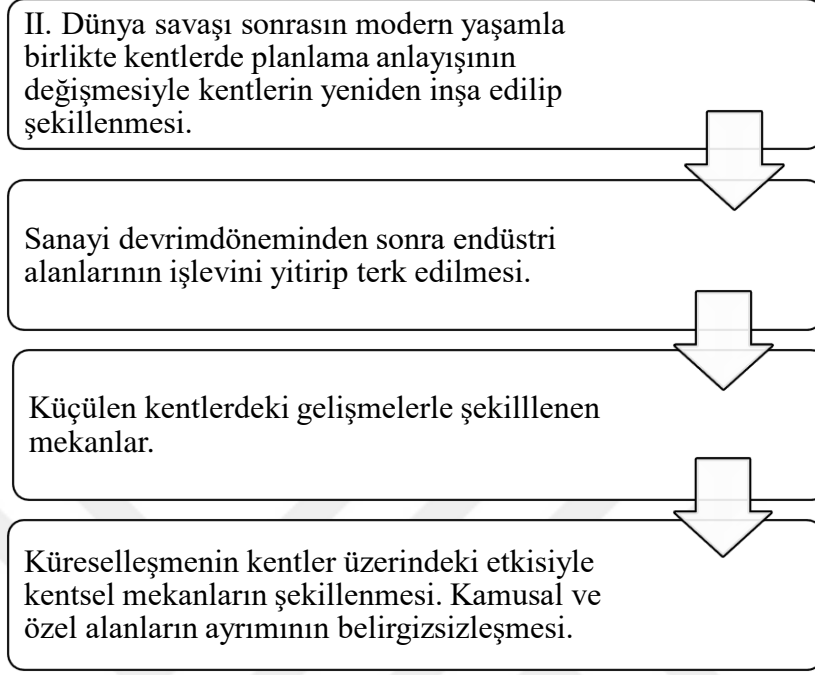 II. Dünya savaşı sonrasın modern yaşamla
birlikte kentlerde planlama anlayışının
değişmesiyle kentlerin yeniden inşa edilip
şekillenmesi.
Sanayi devrimdöneminden sonra endüstri
alanlarının işlevini yitirip terk edilmesi.
Küçülen kentlerdeki gelişmelerle şekilllenen
mekanlar.
Küreselleşmenin kentler üzerindeki etkisiyle
kentsel mekanların şekillenmesi. Kamusal ve
özel alanların ayrımının belirgizsizleşmesi.